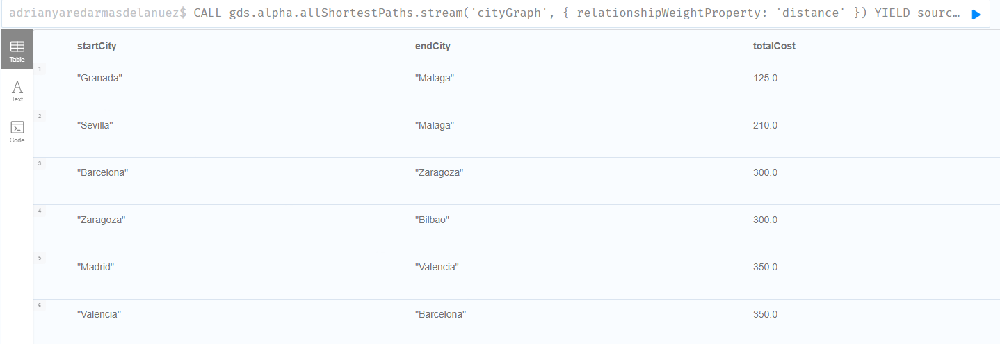 adrianyaredarmasdelanuez$ CALL gds.alpha.allShortestPaths.stream('cityGraph', { relationshipWeightProperty: 'distance' }) YIELD sourc…
Table
Text
Code
startCity endCity totalCost
1 "Granada" "Malaga" 125.0
2 "Sevilla" "Malaga" 210.0
3 "Barcelona" "Zaragoza" 300.0
4 "Zaragoza" "Bilbao" 300.0
5 "Madrid" "Valencia" 350.0
6 "Valencia" "Barcelona" 350.0